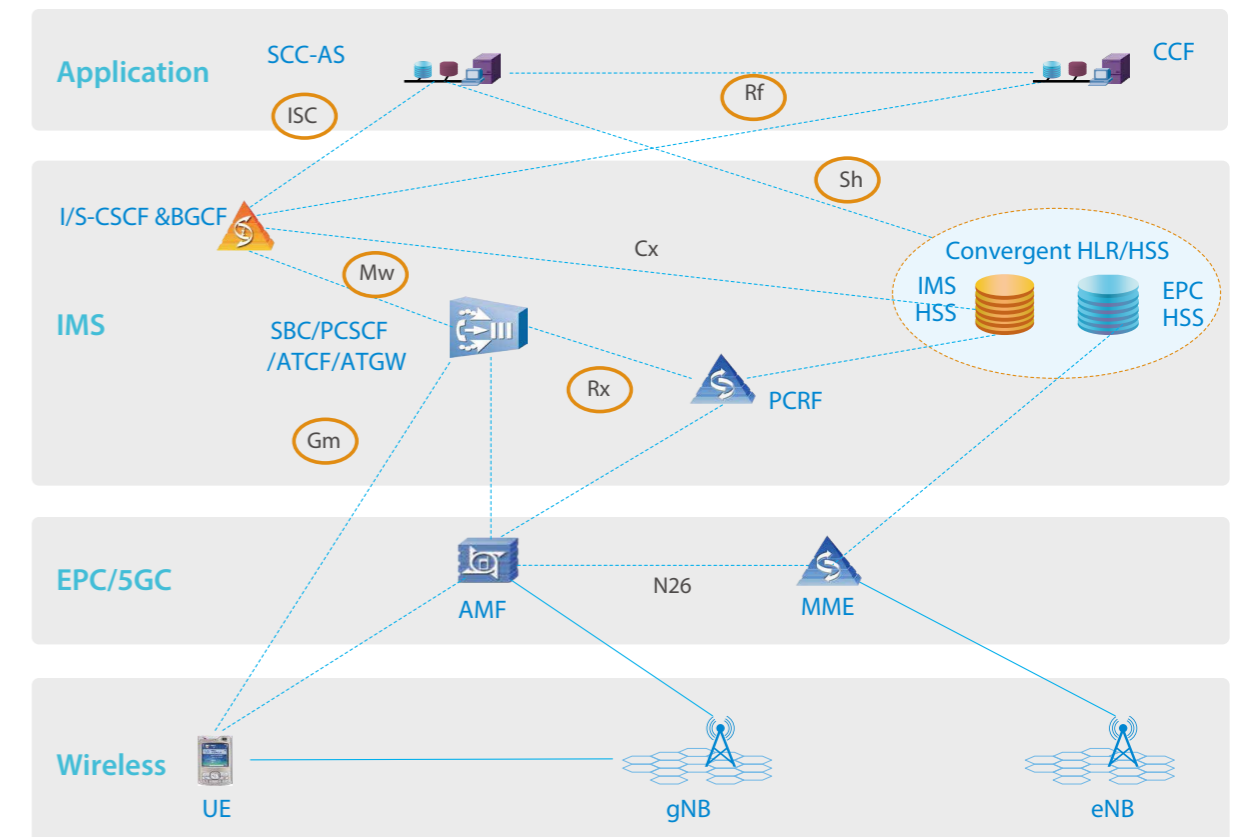 Application
SCC-AS
CCF
ISC
Rf
Sh
I/S-CSCF &BGCF
Cx
Convergent HLR/HSS
Mw
IMS
HSS
EPC
HSS
IMS
SBC/PCSCF
/ATCF/ATGW
Rx
PCRF
Gm
EPC/5GC
AMF
N26
MME
Wireless
UE
gNB
eNB